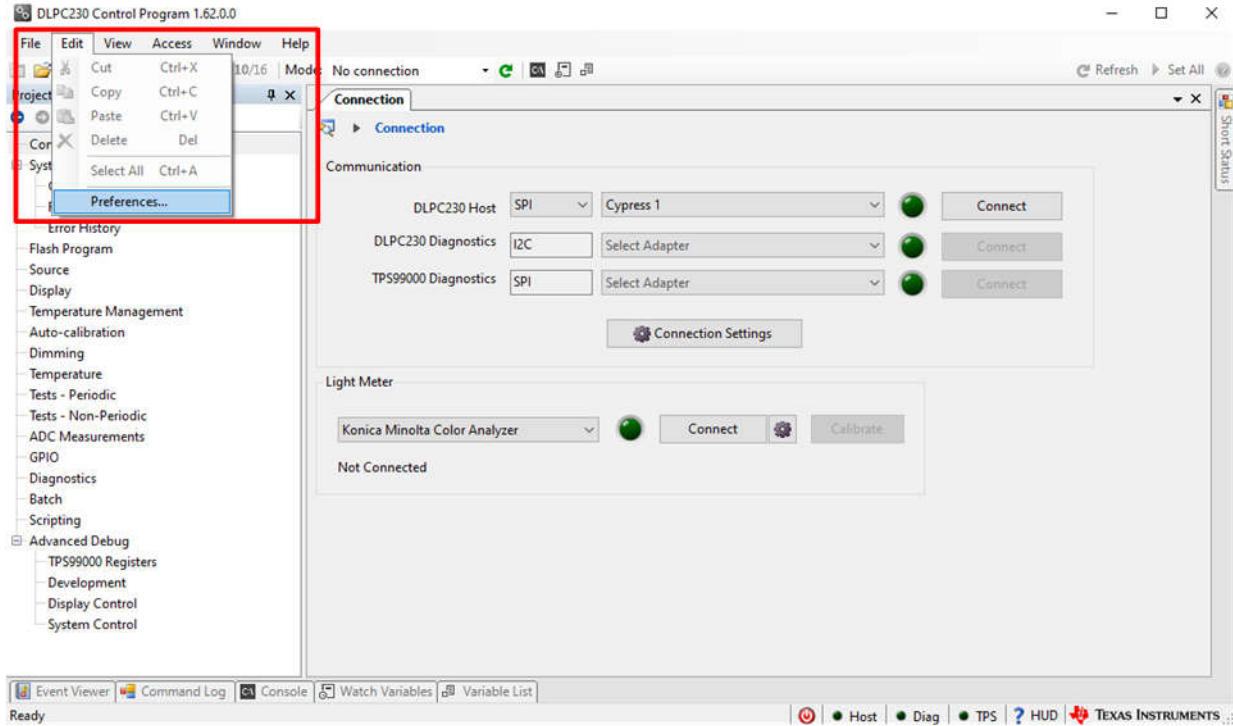 DLPC230 Control Program 1.62.0.0
File Edit View Access Window Help
10/16 Mode: No connection Refresh Set All
Cut Ctrl+X
Copy Ctrl+C
Paste Ctrl+V
Delete Del
Select All Ctrl+A
Preferences...
Project
Con
Syst
Error History
Flash Program
Source
Display
Temperature Management
Auto-calibration
Dimming
Temperature
Tests - Periodic
Tests - Non-Periodic
ADC Measurements
GPIO
Diagnostics
Batch
Scripting
Advanced Debug
TPS99000 Registers
Development
Display Control
System Control
Connection
Connection
Communication
DLPC230 Host SPI Cypress 1 Connect
DLPC230 Diagnostics I2C Select Adapter Connect
TPS99000 Diagnostics SPI Select Adapter Connect
Connection Settings
Light Meter
Konica Minolta Color Analyzer Connect Calibrate
Not Connected
Short Status
Event Viewer Command Log Console Watch Variables Variable List
Ready Host Diag TPS HUD TEXAS INSTRUMENTS